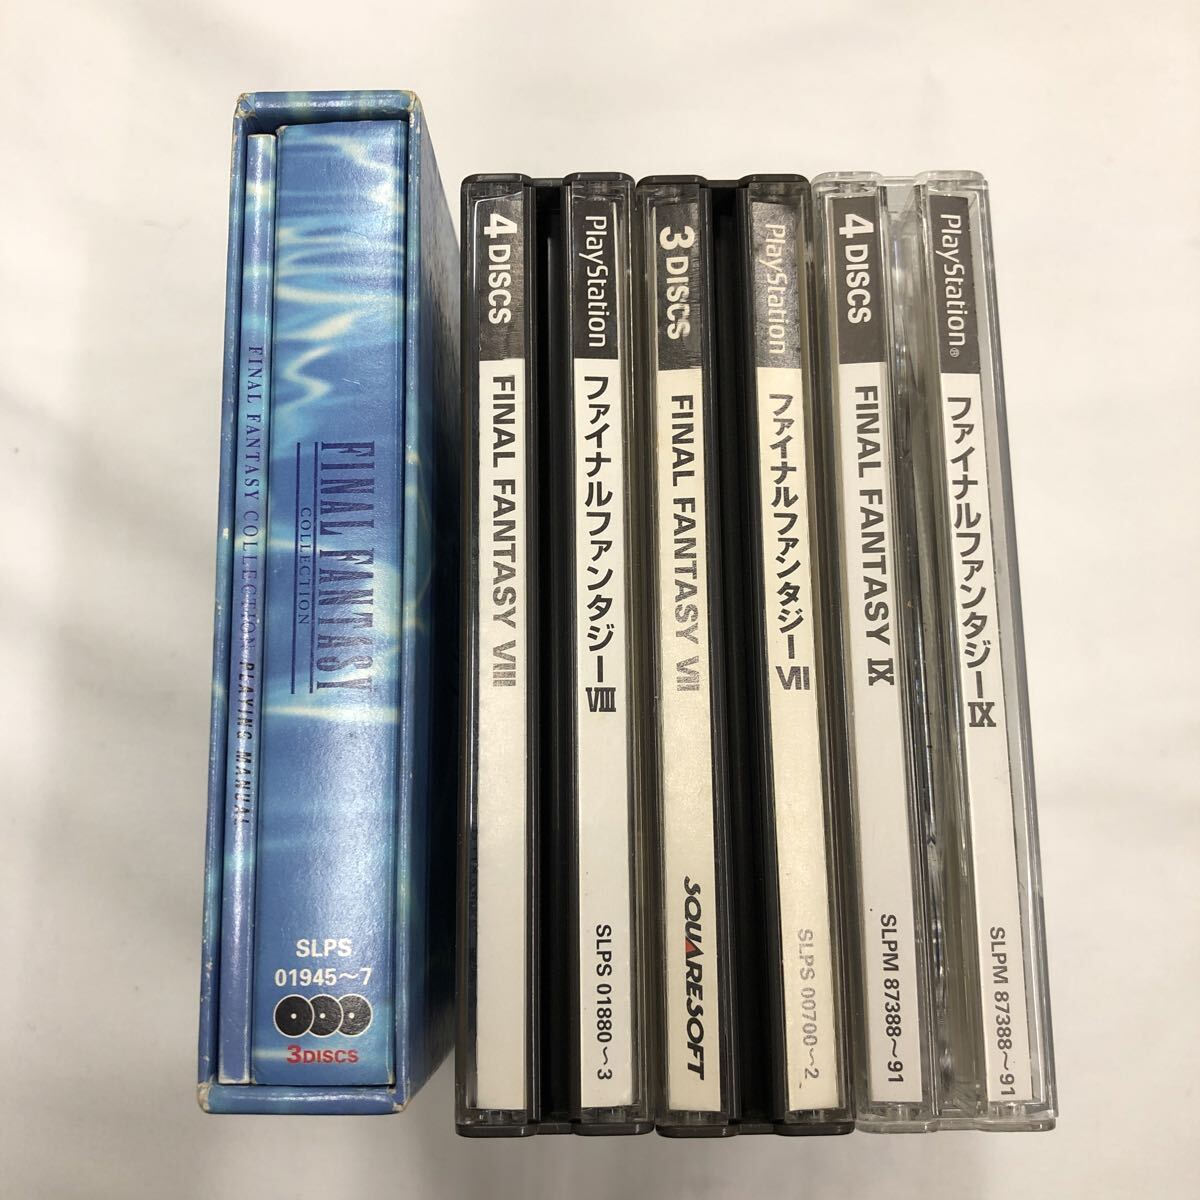 FINAL FANTASY COLLECTION PLAYING MANUAL
FINAL FANTASY
COLLECTION
SLPS
01945～7
3DISCS
4 DISCS
FINAL FANTASY VIII
PlayStation
ファイナルファンタジーVIII
SLPS 01880～3
3 DISCS
FINAL FANTASY VII
SQUARESOFT
PlayStation
ファイナルファンタジーVII
SLPS 00700～2
4 DISCS
FINAL FANTASY IX
SLPM 87388～91
PlayStation®
ファイナルファンタジーIX
SLPM 87388～91